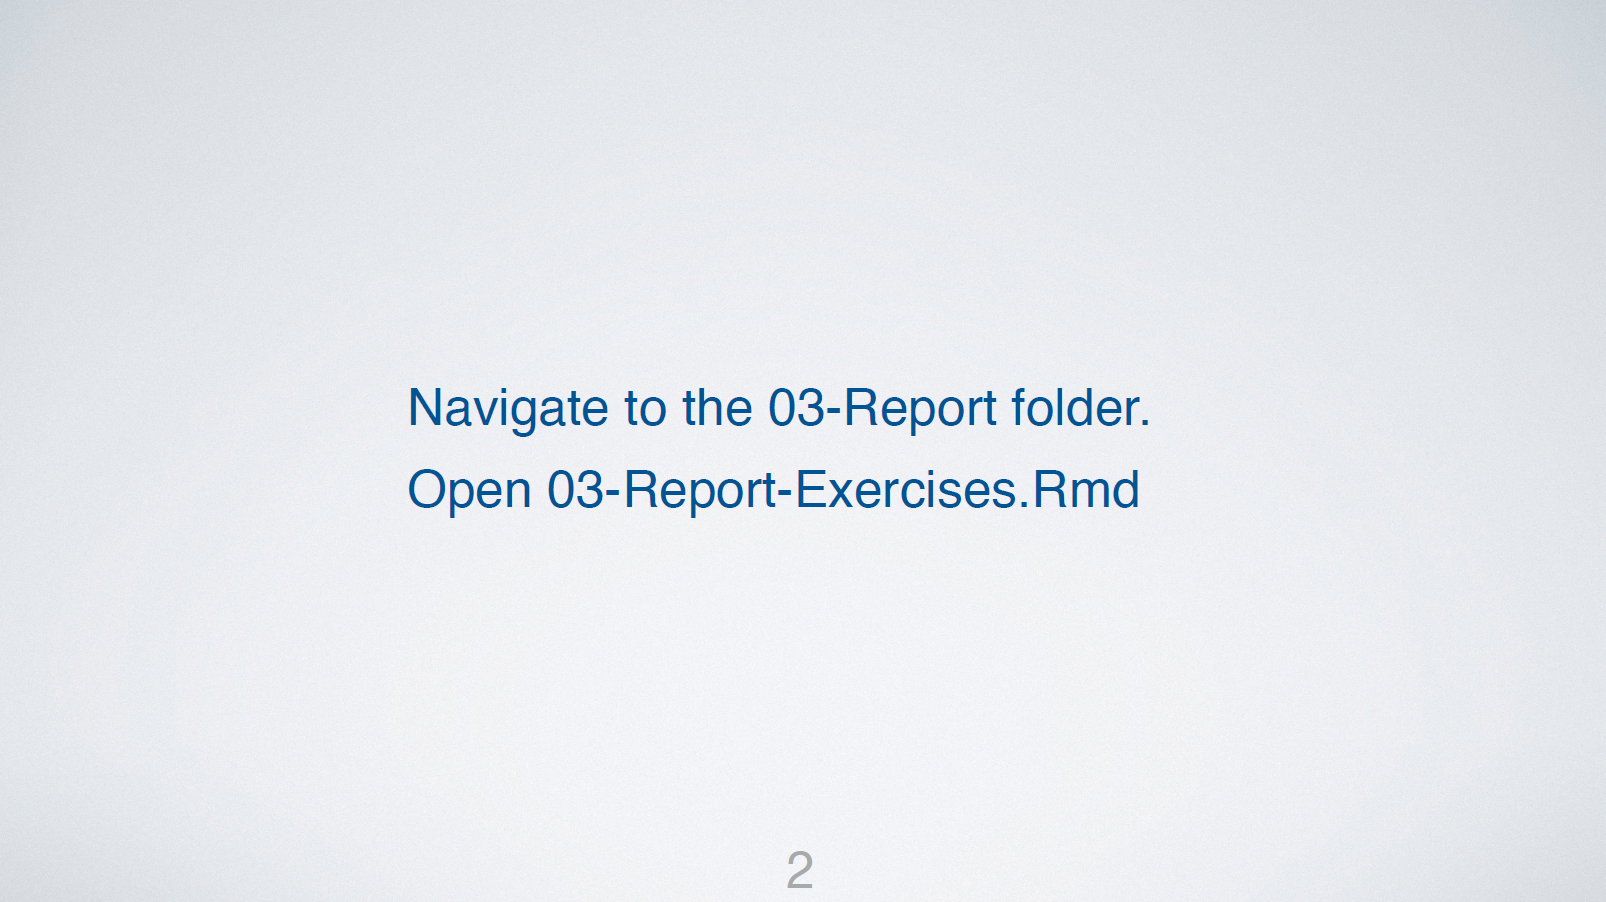 Navigate to the 03-Report folder.
Open 03-Report-Exercises.Rmd
2